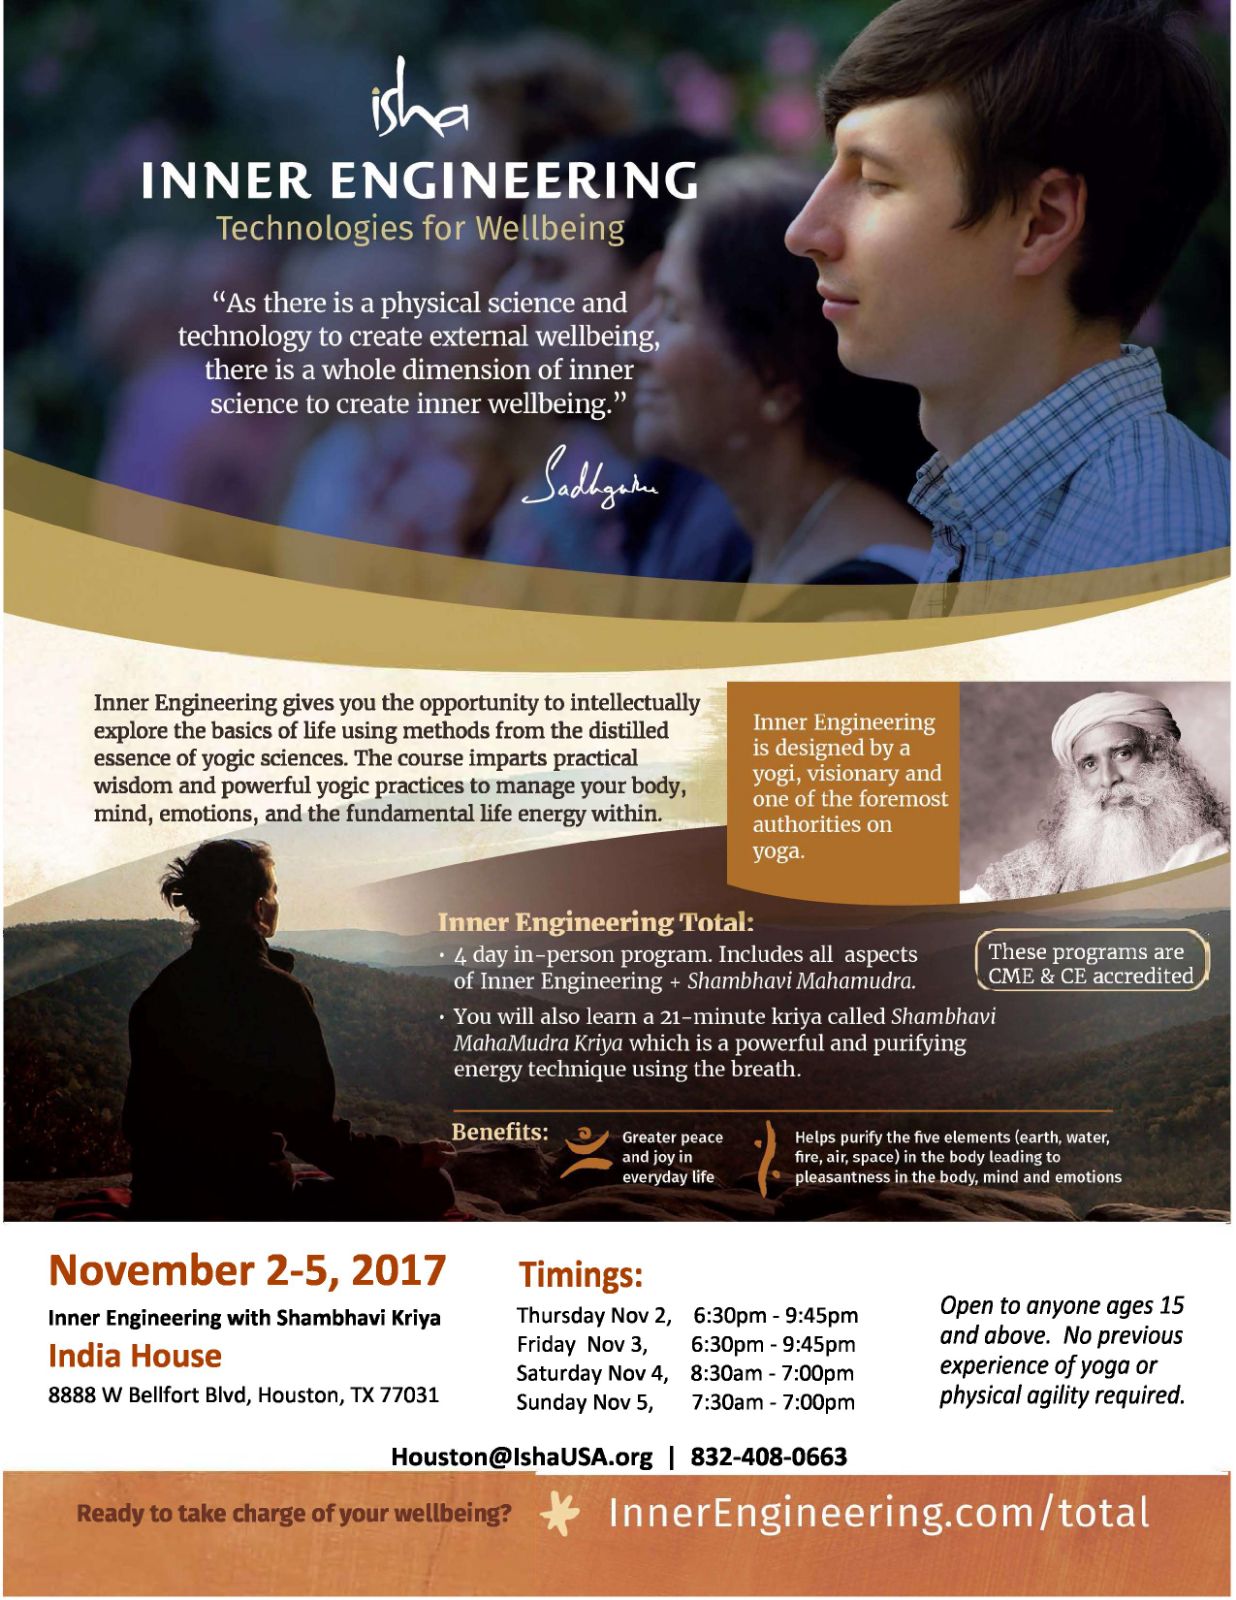 isha
INNER ENGINEERING
Technologies for Wellbeing
“As there is a physical science and
technology to create external wellbeing,
there is a whole dimension of inner
science to create inner wellbeing.”
Sadhguru
Inner Engineering gives you the opportunity to intellectually
explore the basics of life using methods from the distilled
essence of yogic sciences. The course imparts practical
wisdom and powerful yogic practices to manage your body,
mind, emotions, and the fundamental life energy within.
Inner Engineering
is designed by a
yogi, visionary and
one of the foremost
authorities on
yoga.
Inner Engineering Total:
• 4 day in-person program. Includes all aspects
of Inner Engineering + Shambhavi Mahamudra.
• You will also learn a 21-minute kriya called Shambhavi
MahaMudra Kriya which is a powerful and purifying
energy technique using the breath.
These programs are
CME & CE accredited
Benefits:
Greater peace
and joy in
everyday life
Helps purify the five elements (earth, water,
fire, air, space) in the body leading to
pleasantness in the body, mind and emotions
November 2-5, 2017
Inner Engineering with Shambhavi Kriya
India House
8888 W Bellfort Blvd, Houston, TX 77031
Timings:
Thursday Nov 2, 6:30pm - 9:45pm
Friday Nov 3, 6:30pm - 9:45pm
Saturday Nov 4, 8:30am - 7:00pm
Sunday Nov 5, 7:30am - 7:00pm
Open to anyone ages 15
and above. No previous
experience of yoga or
physical agility required.
Houston@IshaUSA.org | 832-408-0663
Ready to take charge of your wellbeing?
InnerEngineering.com/total